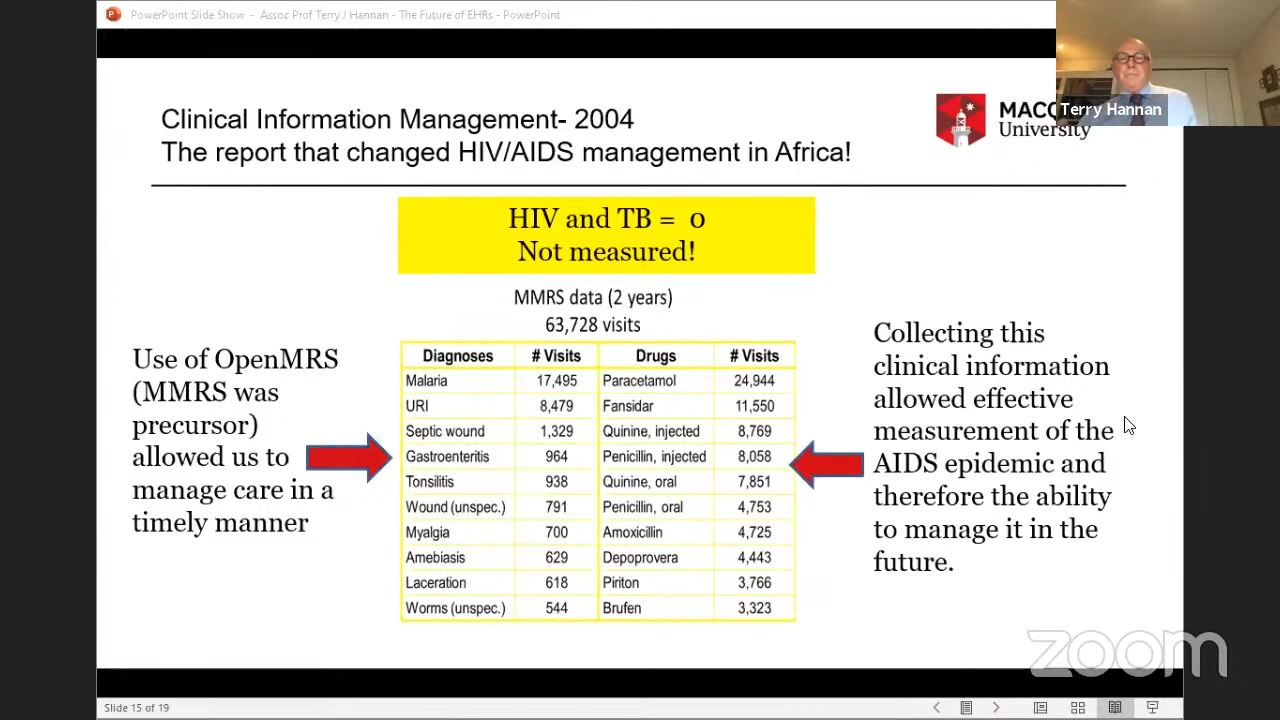 PowerPoint Slide Show - Assoc Prof Terry J Hannan - The Future of EHRs - PowerPoint
Terry Hannan
University
Clinical Information Management- 2004
The report that changed HIV/AIDS management in Africa!
HIV and TB = 0
Not measured!
MMRS data (2 years)
63,728 visits
Use of OpenMRS
(MMRS was
precursor)
allowed us to
manage care in a
timely manner
Diagnoses # Visits Drugs # Visits
Malaria 17,495 Paracetamol 24,944
URI 8,479 Fansidar 11,550
Septic wound 1,329 Quinine, injected 8,769
Gastroenteritis 964 Penicillin, injected 8,058
Tonsilitis 938 Quinine, oral 7,851
Wound (unspec.) 791 Penicillin, oral 4,753
Myalgia 700 Amoxicillin 4,725
Amebiasis 629 Depoprovera 4,443
Laceration 618 Piriton 3,766
Worms (unspec.) 544 Brufen 3,323
Collecting this
clinical information
allowed effective
measurement of the
AIDS epidemic and
therefore the ability
to manage it in the
future.
zoom
Slide 15 of 19